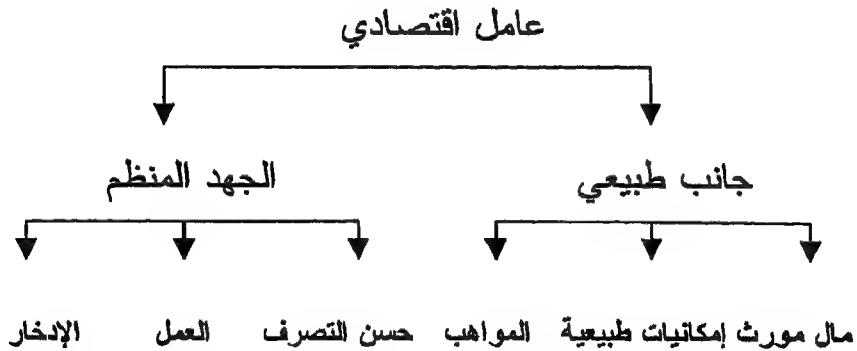 عامل اقتصادي
جانب طبيعي الجهد المنظم
مال مورث إمكانيات طبيعية المواهب حسن التصرف العمل الإدخار